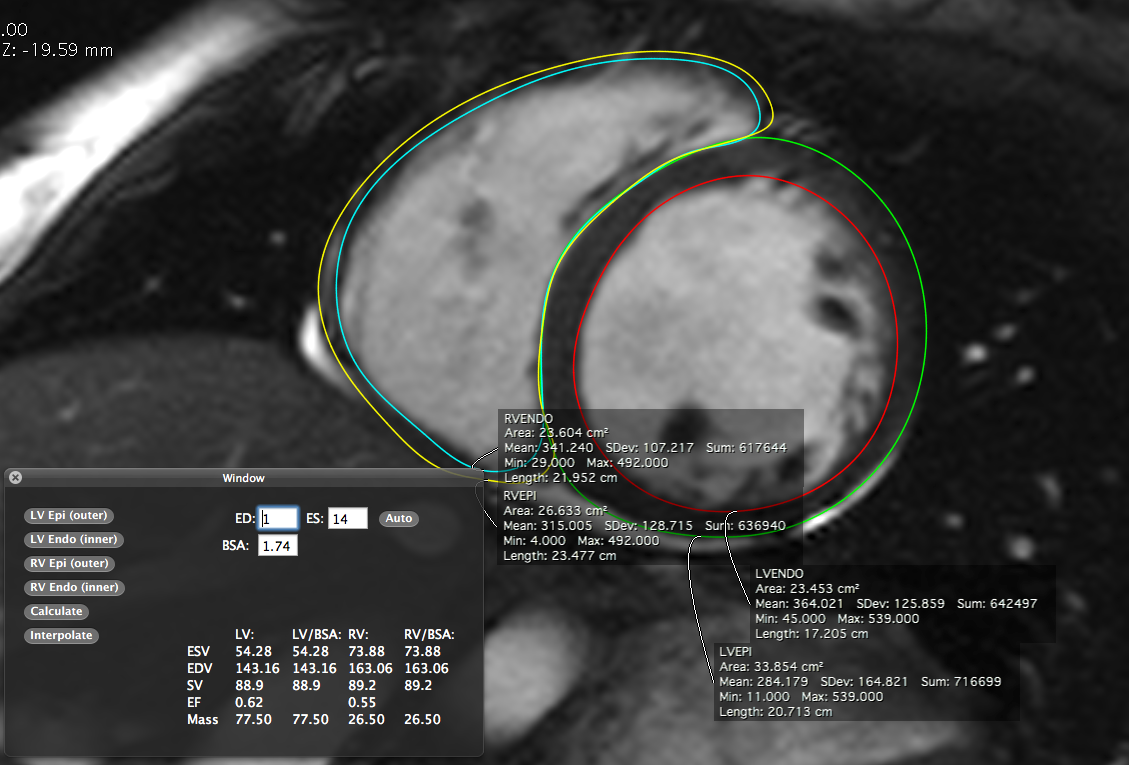 .00
Z: -19.59 mm
RVENDO
Area: 23.604 cm²
Mean: 341.240 SDev: 107.217 Sum: 617644
Min: 29.000 Max: 492.000
Length: 21.952 cm
RVEPI
Area: 26.633 cm²
Mean: 315.005 SDev: 128.715 Sum: 636940
Min: 4.000 Max: 492.000
Length: 23.477 cm
LVENDO
Area: 23.453 cm²
Mean: 364.021 SDev: 125.859 Sum: 642497
Min: 45.000 Max: 539.000
Length: 17.205 cm
LVEPI
Area: 33.854 cm²
Mean: 284.179 SDev: 164.821 Sum: 716699
Min: 11.000 Max: 539.000
Length: 20.713 cm
Window
LV Epi (outer)
LV Endo (inner)
RV Epi (outer)
RV Endo (inner)
Calculate
Interpolate
ED: 1 ES: 14 Auto
BSA: 1.74
LV: LV/BSA: RV: RV/BSA:
ESV 54.28 54.28 73.88 73.88
EDV 143.16 143.16 163.06 163.06
SV 88.9 88.9 89.2 89.2
EF 0.62 0.55
Mass 77.50 77.50 26.50 26.50